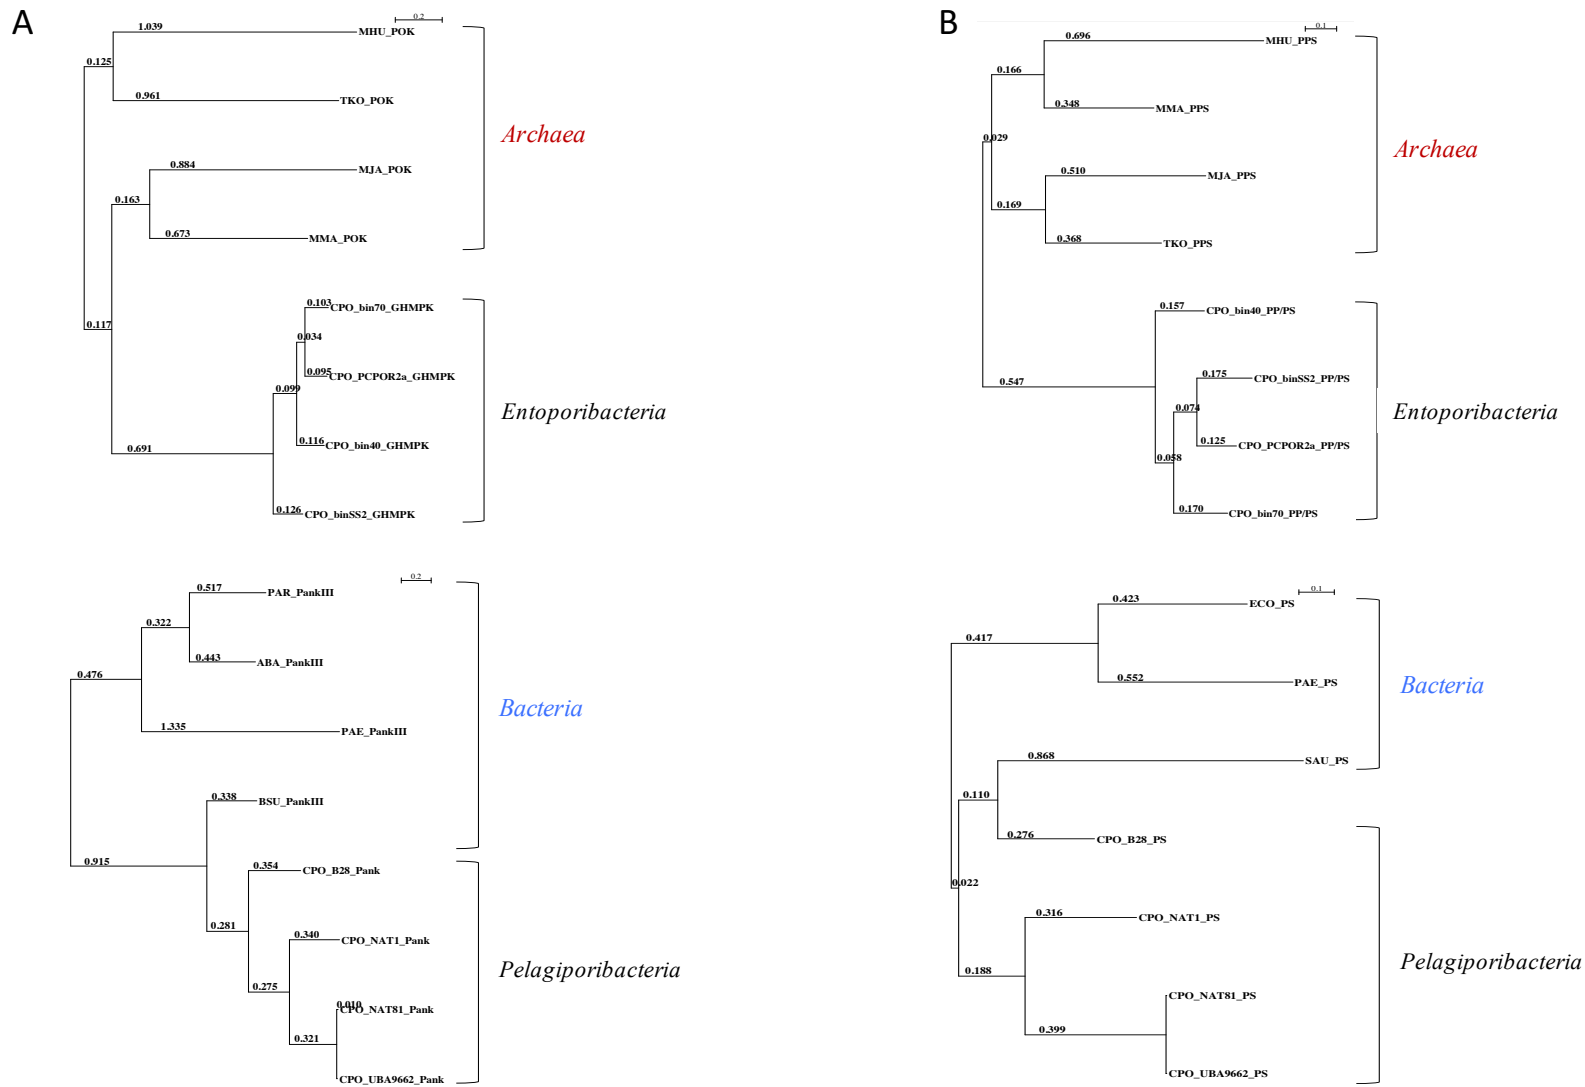 A
0.2
1.039
MHU_POK
0.125
0.961
TKO_POK
Archaea
0.884
MJA_POK
0.163
0.673
MMA_POK
0.117
0.103
CPO_bin70_GHMPK
0.034
0.095
CPO_PCPOR2a_GHMPK
0.099
0.116
CPO_bin40_GHMPK
0.691
0.126
CPO_binSS2_GHMPK
Entoporibacteria
0.2
0.517
PAR_PankIII
0.322
0.443
ABA_PankIII
0.476
1.335
PAE_PankIII
Bacteria
0.338
BSU_PankIII
0.915
0.354
CPO_B28_Pank
0.281
0.340
CPO_NAT1_Pank
0.275
0.010
CPO_NAT81_Pank
0.321
CPO_UBA9662_Pank
Pelagiporibacteria
B
0.1
0.696
MHU_PPS
0.166
0.348
MMA_PPS
0.029
Archaea
0.510
MJA_PPS
0.169
0.368
TKO_PPS
0.157
CPO_bin40_PP/PS
0.547
0.175
CPO_binSS2_PP/PS
0.074
0.125
CPO_PCPOR2a_PP/PS
0.058
0.170
CPO_bin70_PP/PS
Entoporibacteria
0.1
0.423
ECO_PS
0.417
0.552
PAE_PS
Bacteria
0.868
SAU_PS
0.110
0.276
CPO_B28_PS
0.022
0.316
CPO_NAT1_PS
0.188
CPO_NAT81_PS
0.399
CPO_UBA9662_PS
Pelagiporibacteria